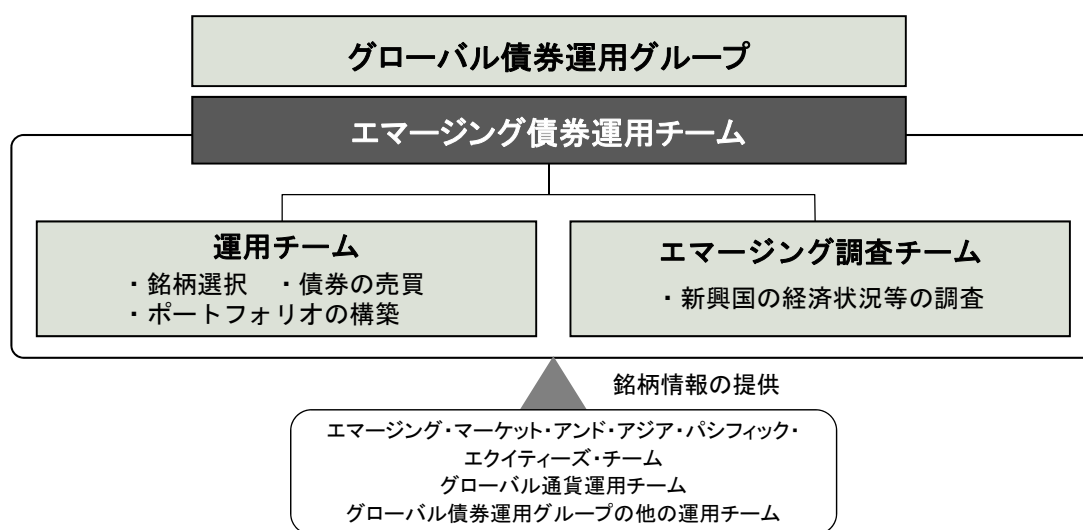 グローバル債券運用グループ
エマージング債券運用チーム
運用チーム
・銘柄選択　・債券の売買
・ポートフォリオの構築
エマージング調査チーム
・新興国の経済状況等の調査
銘柄情報の提供
エマージング・マーケット・アンド・アジア・パシフィック・
エクイティーズ・チーム
グローバル通貨運用チーム
グローバル債券運用グループの他の運用チーム